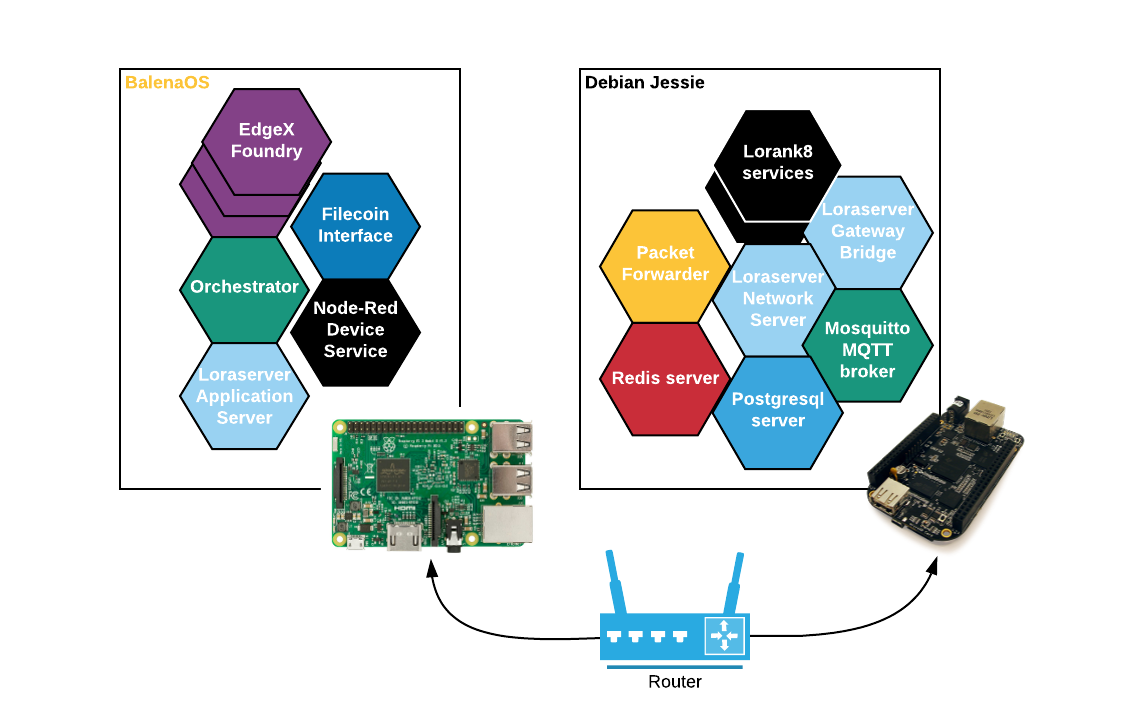 BalenaOS
EdgeX
Foundry
Filecoin
Interface
Orchestrator
Node-Red
Device
Service
Loraserver
Application
Server
Debian Jessie
Lorank8
services
Loraserver
Gateway
Bridge
Packet
Forwarder
Loraserver
Network
Server
Mosquitto
MQTT
broker
Redis server
Postgresql
server
HDMI
Router